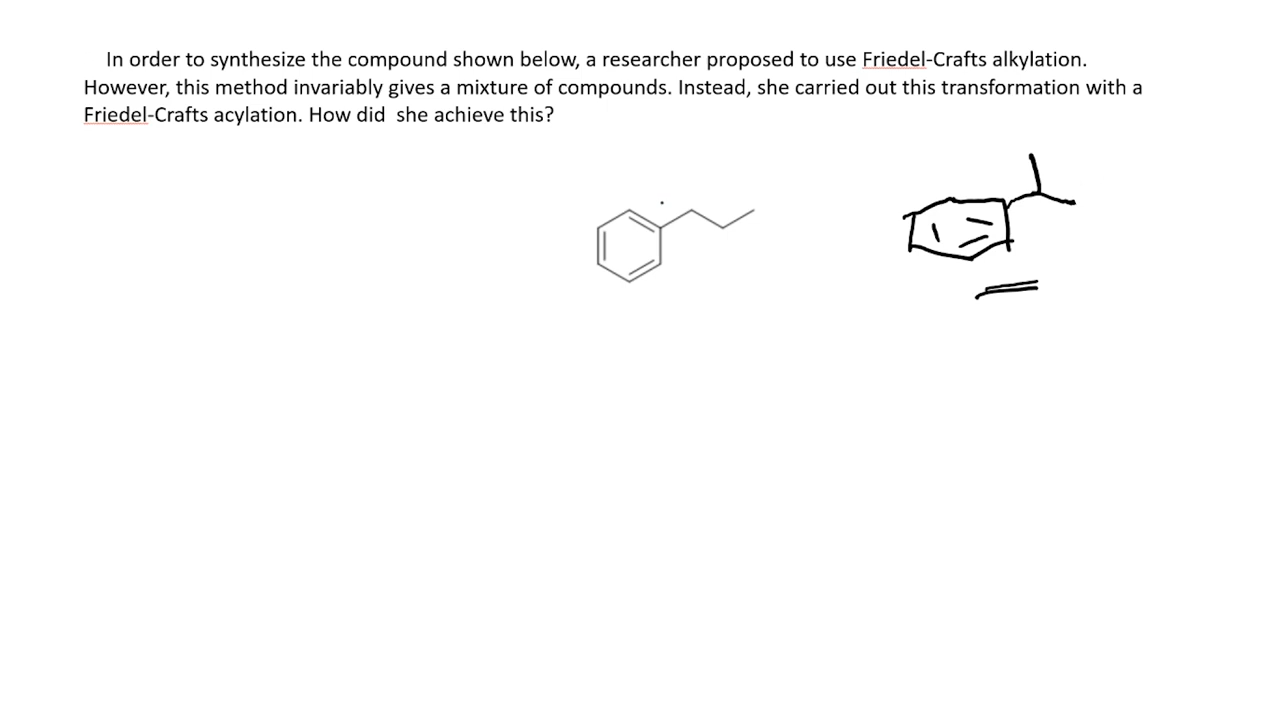 In order to synthesize the compound shown below, a researcher proposed to use Friedel-Crafts alkylation.
However, this method invariably gives a mixture of compounds. Instead, she carried out this transformation with a
Friedel-Crafts acylation. How did  she achieve this?